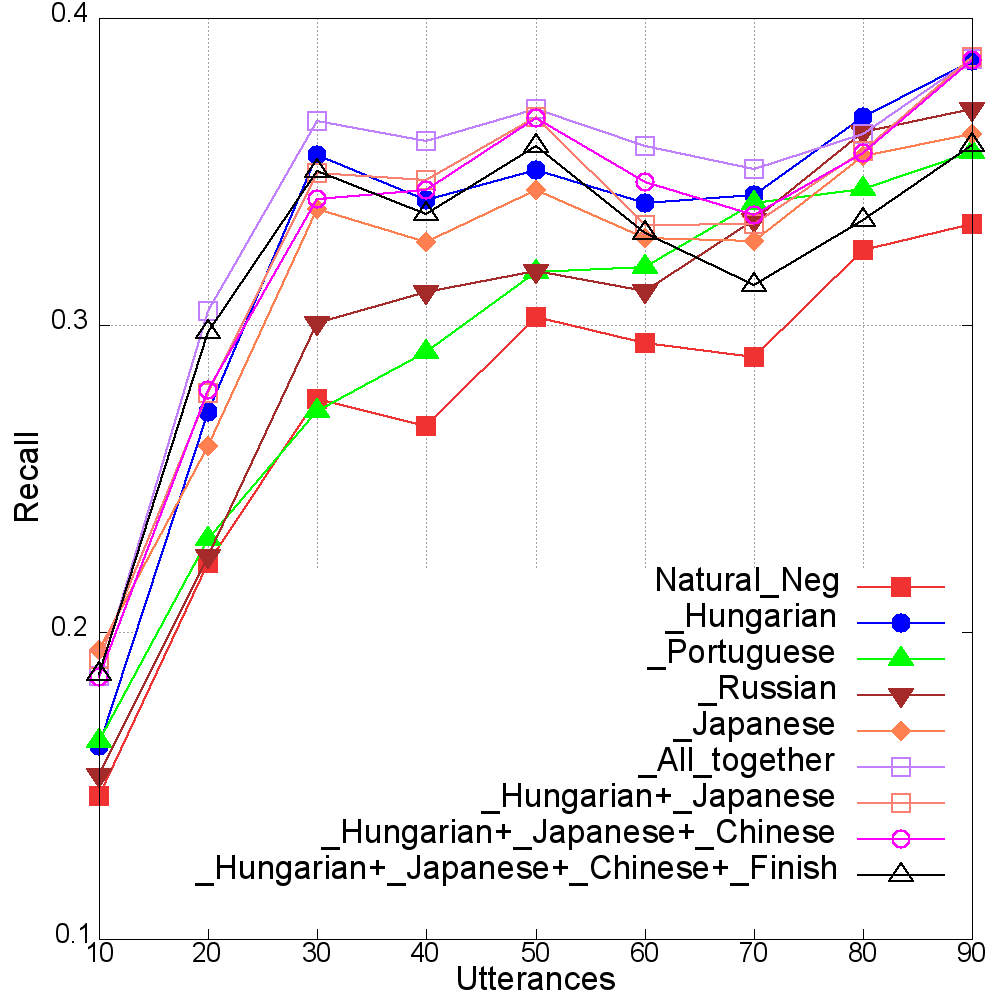 0.4
0.3
0.2
0.1
Recall
10 20 30 40 50 60 70 80 90
Utterances
Natural_Neg
_Hungarian
_Portuguese
_Russian
_Japanese
_All_together
_Hungarian+_Japanese
_Hungarian+_Japanese+_Chinese
_Hungarian+_Japanese+_Chinese+_Finish